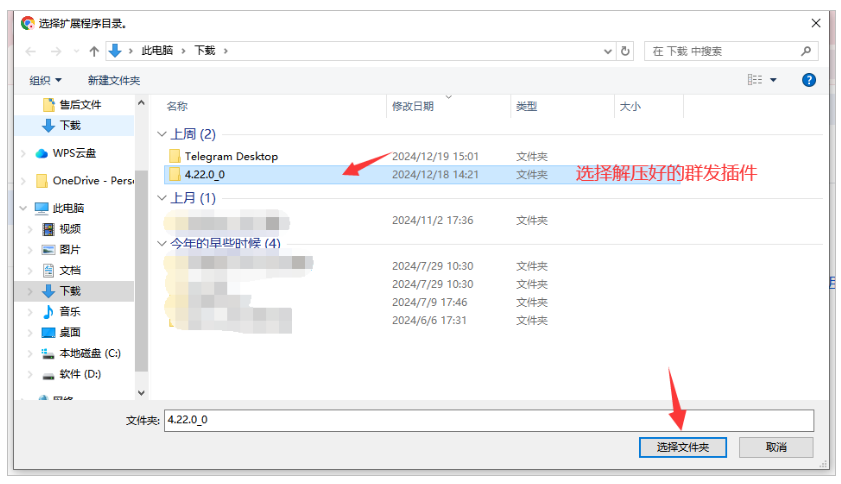 选择扩展程序目录。
此电脑 › 下载 ›
在 下载 中搜索
组织
新建文件夹
售后文件
下载
WPS云盘
OneDrive - Pers
此电脑
视频
图片
文档
下载
音乐
桌面
本地磁盘 (C:)
软件 (D:)
名称 修改日期 类型 大小
上周 (2)
Telegram Desktop 2024/12/19 15:01 文件夹
4.22.0_0 2024/12/18 14:21 文件夹
选择解压好的群发插件
上月 (1)
2024/11/2 17:36 文件夹
今年的早些时候 (4)
2024/7/29 10:30 文件夹
2024/7/29 10:30 文件夹
2024/7/9 17:46 文件夹
2024/6/6 17:31 文件夹
文件夹: 4.22.0_0
选择文件夹 取消